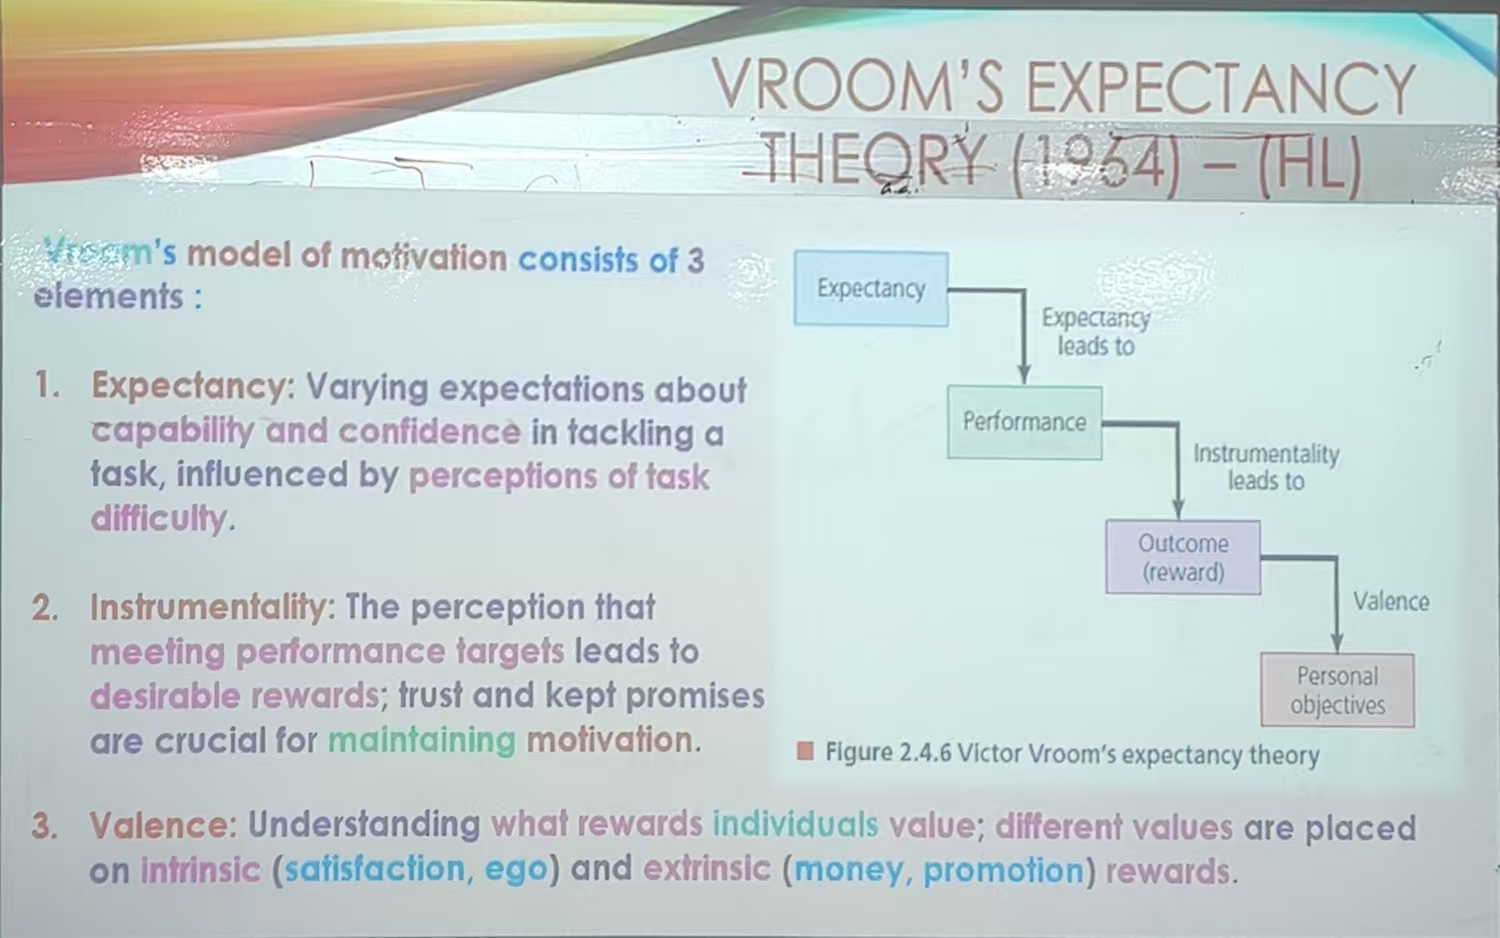 VROOM'S EXPECTANCY
THEORY (1964) – (HL)
Vroom's model of motivation consists of 3
elements :
1. Expectancy: Varying expectations about
capability and confidence in tackling a
task, influenced by perceptions of task
difficulty.
2. Instrumentality: The perception that
meeting performance targets leads to
desirable rewards; trust and kept promises
are crucial for maintaining motivation.
3. Valence: Understanding what rewards individuals value; different values are placed
on intrinsic (satisfaction, ego) and extrinsic (money, promotion) rewards.
Expectancy
Expectancy
leads to
Performance
Instrumentality
leads to
Outcome
(reward)
Valence
Personal
objectives
Figure 2.4.6 Victor Vroom's expectancy theory